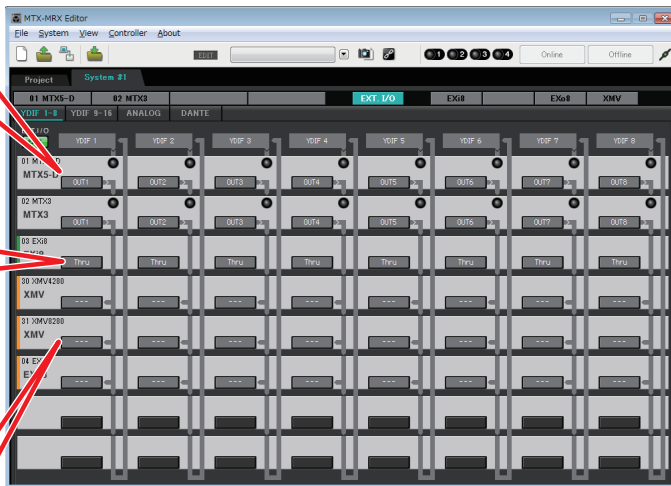 MTX-MRX Editor
File System View Controller About
EDIT 1 2 3 4 Online Offline
Project System #1
01 MTX5-D 02 MTX3 EXT. I/O EXi8 EXo8 XMV
YDIF 1-8 YDIF 9-16 ANALOG DANTE
YDIF 1 YDIF 2 YDIF 3 YDIF 4 YDIF 5 YDIF 6 YDIF 7 YDIF 8
MTX5-D OUT1 OUT2 OUT3 OUT4 OUT5 OUT6 OUT7 OUT8
02 MTX3
MTX3 OUT1 OUT2 OUT3 OUT4 OUT5 OUT6 OUT7 OUT8
03 EXi8
Thru Thru Thru Thru Thru Thru Thru Thru
30 XMV4280
XMV --- --- --- --- --- --- --- ---
31 XMV8280
XMV --- --- --- --- --- --- --- ---
--- --- --- --- --- --- --- ---